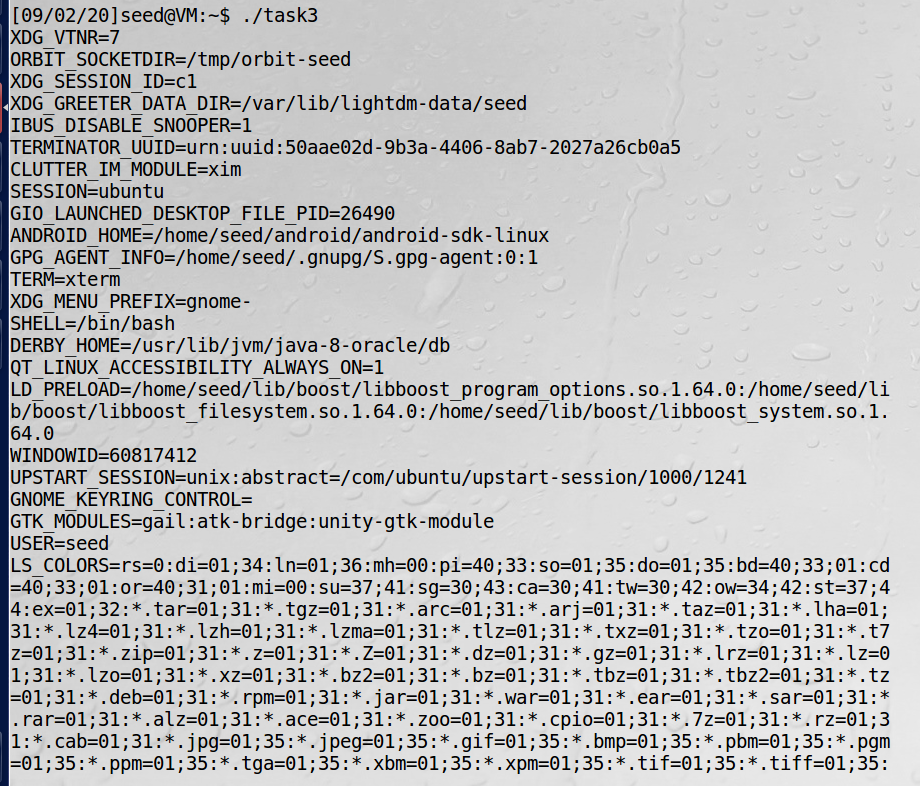 [09/02/20]seed@VM:~$ ./task3
XDG_VTNR=7
ORBIT_SOCKETDIR=/tmp/orbit-seed
XDG_SESSION_ID=c1
XDG_GREETER_DATA_DIR=/var/lib/lightdm-data/seed
IBUS_DISABLE_SNOOPER=1
TERMINATOR_UUID=urn:uuid:50aae02d-9b3a-4406-8ab7-2027a26cb0a5
CLUTTER_IM_MODULE=xim
SESSION=ubuntu
GIO_LAUNCHED_DESKTOP_FILE_PID=26490
ANDROID_HOME=/home/seed/android/android-sdk-linux
GPG_AGENT_INFO=/home/seed/.gnupg/S.gpg-agent:0:1
TERM=xterm
XDG_MENU_PREFIX=gnome-
SHELL=/bin/bash
DERBY_HOME=/usr/lib/jvm/java-8-oracle/db
QT_LINUX_ACCESSIBILITY_ALWAYS_ON=1
LD_PRELOAD=/home/seed/lib/boost/libboost_program_options.so.1.64.0:/home/seed/li
b/boost/libboost_filesystem.so.1.64.0:/home/seed/lib/boost/libboost_system.so.1.
64.0
WINDOWID=60817412
UPSTART_SESSION=unix:abstract=/com/ubuntu/upstart-session/1000/1241
GNOME_KEYRING_CONTROL=
GTK_MODULES=gail:atk-bridge:unity-gtk-module
USER=seed
LS_COLORS=rs=0:di=01;34:ln=01;36:mh=00:pi=40;33:so=01;35:do=01;35:bd=40;33;01:cd
=40;33;01:or=40;31;01:mi=00:su=37;41:sg=30;43:ca=30;41:tw=30;42:ow=34;42:st=37;4
4:ex=01;32:*.tar=01;31:*.tgz=01;31:*.arc=01;31:*.arj=01;31:*.taz=01;31:*.lha=01;
31:*.lz4=01;31:*.lzh=01;31:*.lzma=01;31:*.tlz=01;31:*.txz=01;31:*.tzo=01;31:*.t7
z=01;31:*.zip=01;31:*.z=01;31:*.Z=01;31:*.dz=01;31:*.gz=01;31:*.lrz=01;31:*.lz=0
1;31:*.lzo=01;31:*.xz=01;31:*.bz2=01;31:*.bz=01;31:*.tbz=01;31:*.tbz2=01;31:*.tz
=01;31:*.deb=01;31:*.rpm=01;31:*.jar=01;31:*.war=01;31:*.ear=01;31:*.sar=01;31:*
.rar=01;31:*.alz=01;31:*.ace=01;31:*.zoo=01;31:*.cpio=01;31:*.7z=01;31:*.rz=01;3
1:*.cab=01;31:*.jpg=01;35:*.jpeg=01;35:*.gif=01;35:*.bmp=01;35:*.pbm=01;35:*.pgm
=01;35:*.ppm=01;35:*.tga=01;35:*.xbm=01;35:*.xpm=01;35:*.tif=01;35:*.tiff=01;35: